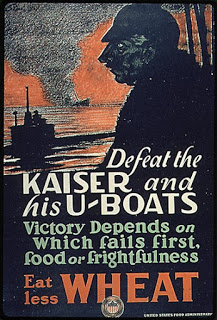 Defeat the
KAISER and
his U-BOATS
Victory Depends on
Which fails first,
food or frightfulness
Eat
less WHEAT
UNITED STATES FOOD ADMINISTRATION